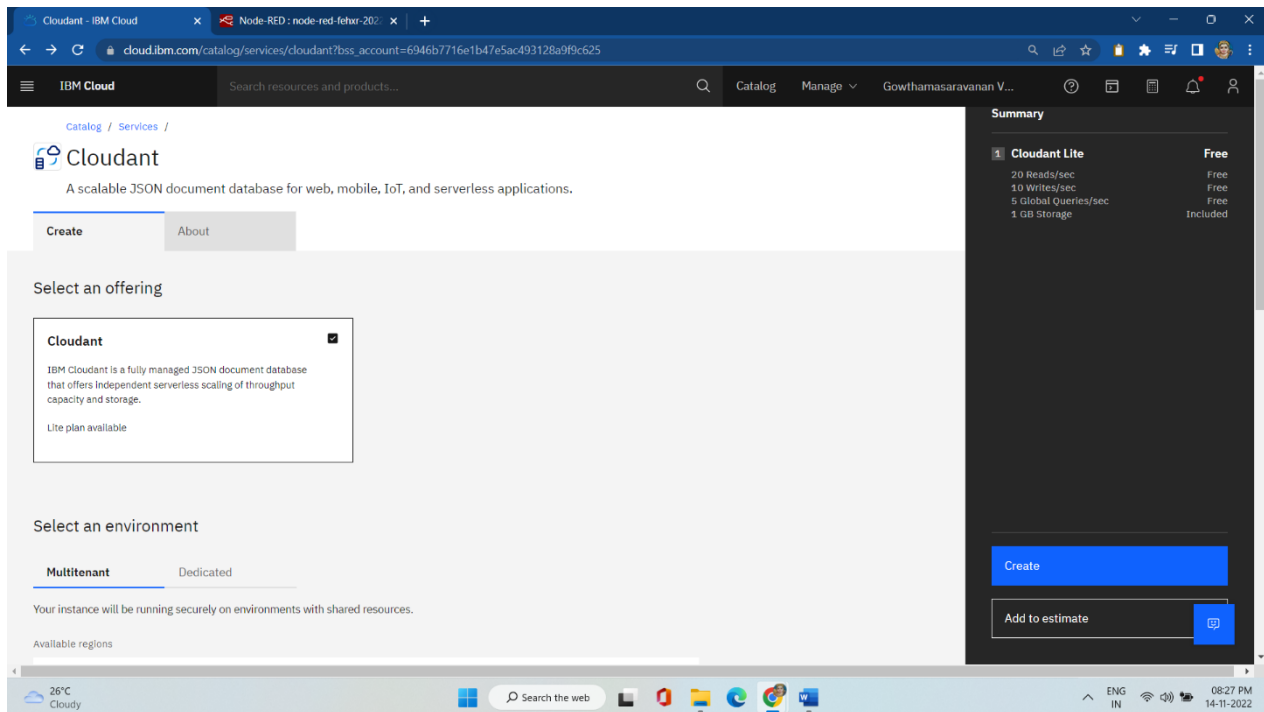 Cloudant - IBM Cloud
Node-RED : node-red-fehxr-202
cloud.ibm.com/catalog/services/cloudant?bss_account=6946b7716e1b47e5ac493128a9f9c625
IBM Cloud
Search resources and products...
Catalog
Manage
Gowthamasaravanan V...
Catalog / Services /
Cloudant
A scalable JSON document database for web, mobile, IoT, and serverless applications.
Create
About
Select an offering
Cloudant
IBM Cloudant is a fully managed JSON document database
that offers independent serverless scaling of throughput
capacity and storage.
Lite plan available
Select an environment
Multitenant
Dedicated
Your instance will be running securely on environments with shared resources.
Available regions
Summary
1 Cloudant Lite Free
20 Reads/sec Free
10 Writes/sec Free
5 Global Queries/sec Free
1 GB Storage Included
Create
Add to estimate
26°C
Cloudy
Search the web
ENG
IN
08:27 PM
14-11-2022